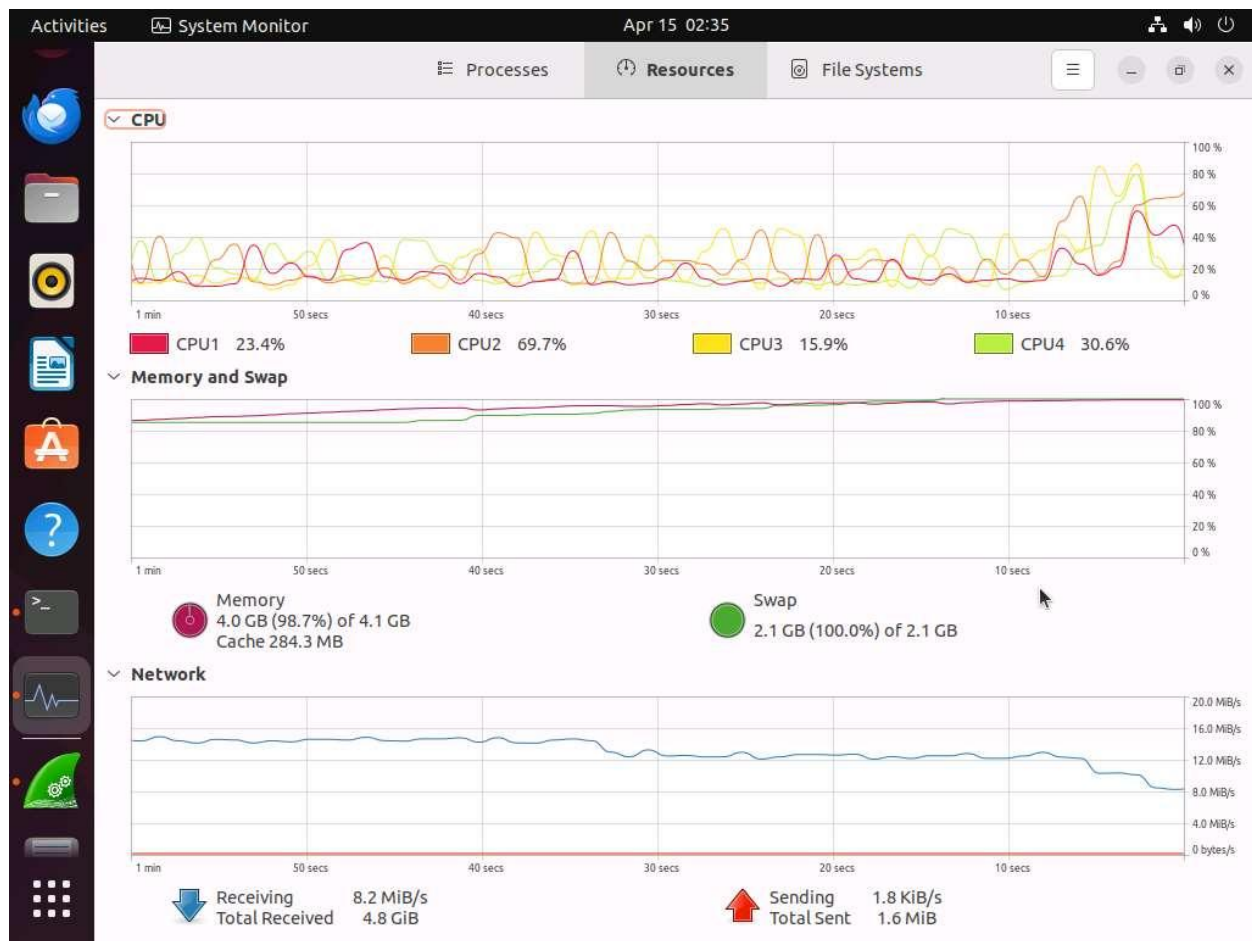 Activities System Monitor Apr 15 02:35
Processes Resources File Systems
CPU
100 %
80 %
60 %
40 %
20 %
0 %
1 min 50 secs 40 secs 30 secs 20 secs 10 secs
CPU1 23.4% CPU2 69.7% CPU3 15.9% CPU4 30.6%
Memory and Swap
100 %
80 %
60 %
40 %
20 %
0 %
1 min 50 secs 40 secs 30 secs 20 secs 10 secs
Memory
4.0 GB (98.7%) of 4.1 GB
Cache 284.3 MB
Swap
2.1 GB (100.0%) of 2.1 GB
Network
20.0 MiB/s
16.0 MiB/s
12.0 MiB/s
8.0 MiB/s
4.0 MiB/s
0 bytes/s
1 min 50 secs 40 secs 30 secs 20 secs 10 secs
Receiving 8.2 MiB/s
Total Received 4.8 GiB
Sending 1.8 KiB/s
Total Sent 1.6 MiB